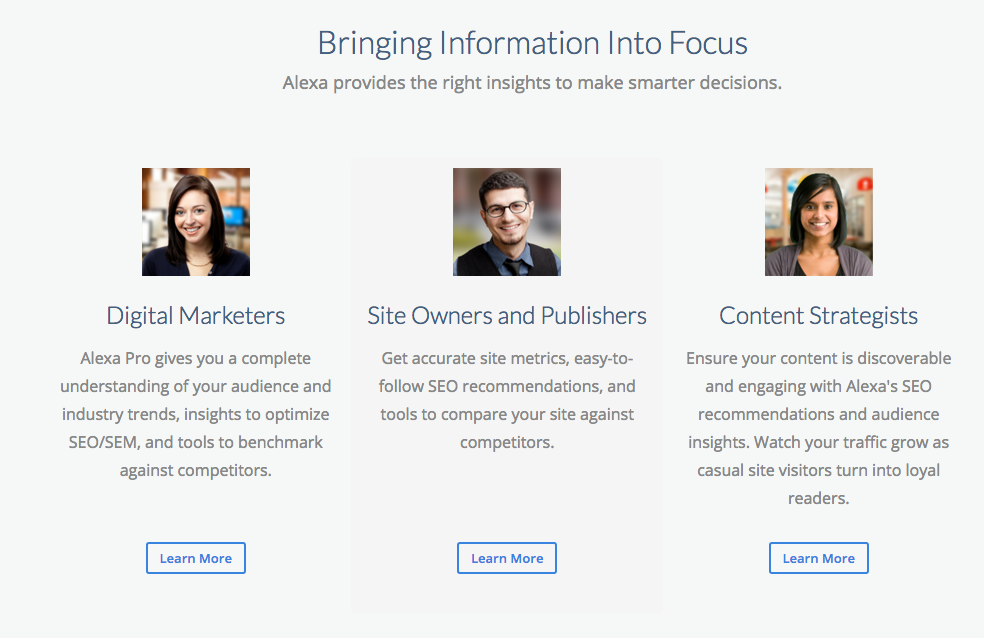 Bringing Information Into Focus
Alexa provides the right insights to make smarter decisions.
Digital Marketers
Alexa Pro gives you a complete
understanding of your audience and
industry trends, insights to optimize
SEO/SEM, and tools to benchmark
against competitors.
Learn More
Site Owners and Publishers
Get accurate site metrics, easy-to-
follow SEO recommendations, and
tools to compare your site against
competitors.
Learn More
Content Strategists
Ensure your content is discoverable
and engaging with Alexa's SEO
recommendations and audience
insights. Watch your traffic grow as
casual site visitors turn into loyal
readers.
Learn More